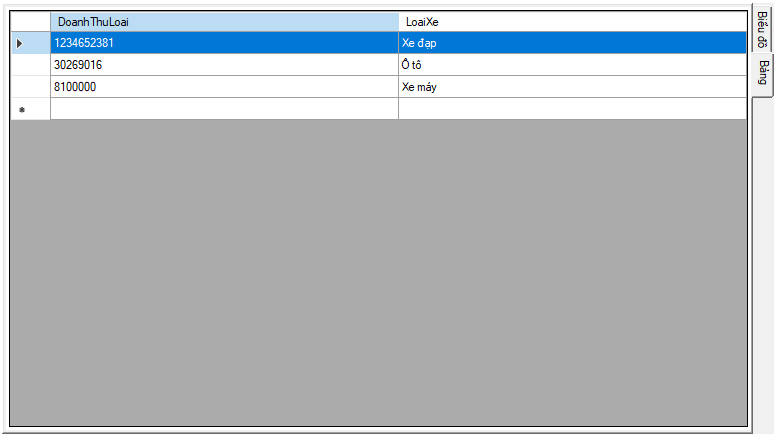 DoanhThuLoai LoaiXe
1234652381 Xe đạp
30269016 Ô tô
8100000 Xe máy
Biểu đồ
Bảng